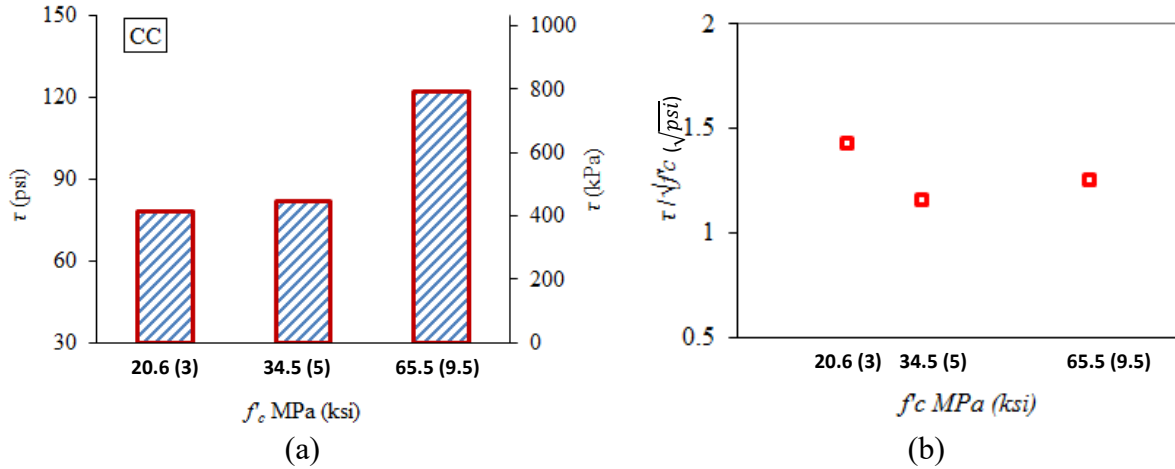 CC
τ (psi)
150
120
90
60
30
1000
800
600
400
200
0
τ (kPa)
20.6 (3) 34.5 (5) 65.5 (9.5)
f'c MPa (ksi)
(a)
τ /√f'c (√psi)
2
1.5
1
0.5
20.6 (3) 34.5 (5) 65.5 (9.5)
f'c MPa (ksi)
(b)